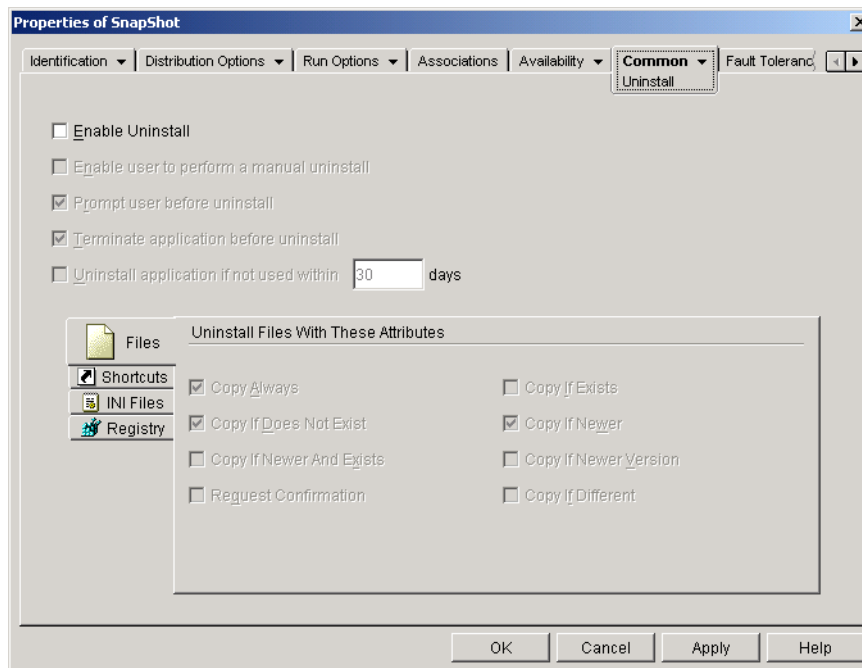 Properties of SnapShot
Identification Distribution Options Run Options Associations Availability Common Fault Toleranc
Uninstall
Enable Uninstall
Enable user to perform a manual uninstall
Prompt user before uninstall
Terminate application before uninstall
Uninstall application if not used within 30 days
Files
Shortcuts
INI Files
Registry
Uninstall Files With These Attributes
Copy Always Copy If Exists
Copy If Does Not Exist Copy If Newer
Copy If Newer And Exists Copy If Newer Version
Request Confirmation Copy If Different
OK Cancel Apply Help